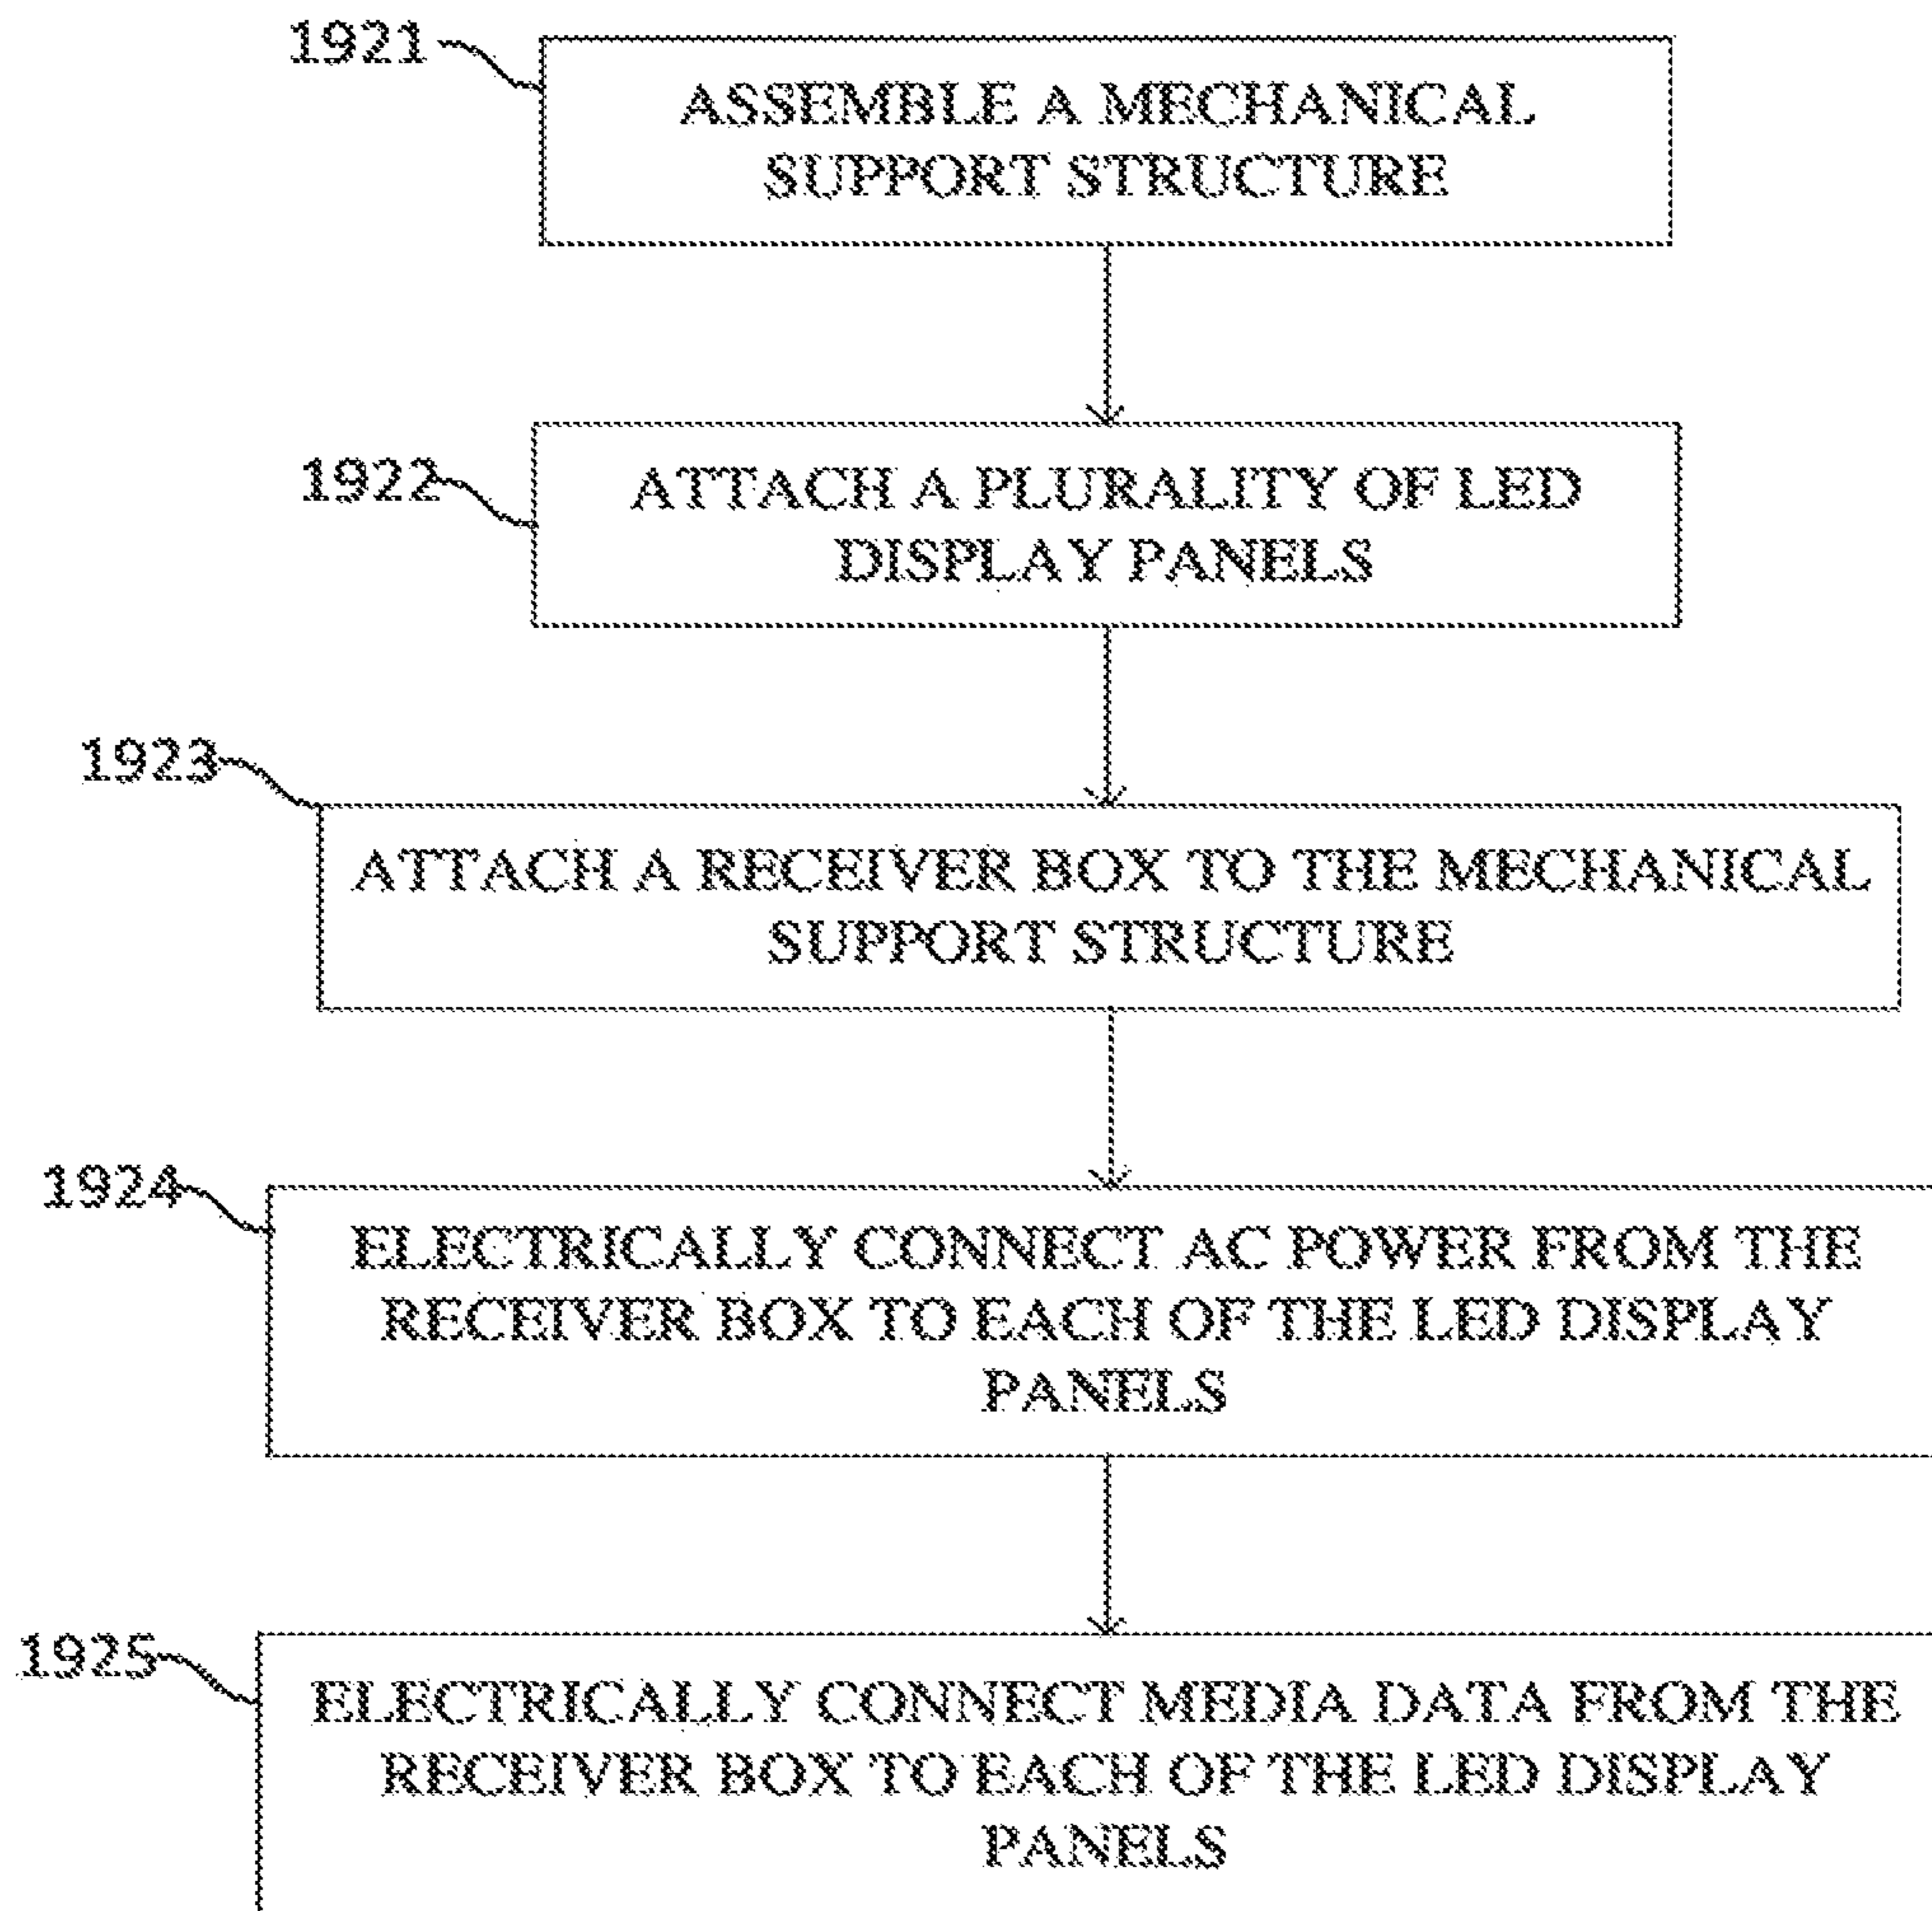 1921
ASSEMBLE A MECHANICAL
SUPPORT STRUCTURE
1922
ATTACH A PLURALITY OF LED
DISPLAY PANELS
1923
ATTACH A RECEIVER BOX TO THE MECHANICAL
SUPPORT STRUCTURE
1924
ELECTRICALLY CONNECT AC POWER FROM THE
RECEIVER BOX TO EACH OF THE LED DISPLAY
PANELS
1925
ELECTRICALLY CONNECT MEDIA DATA FROM THE
RECEIVER BOX TO EACH OF THE LED DISPLAY
PANELS